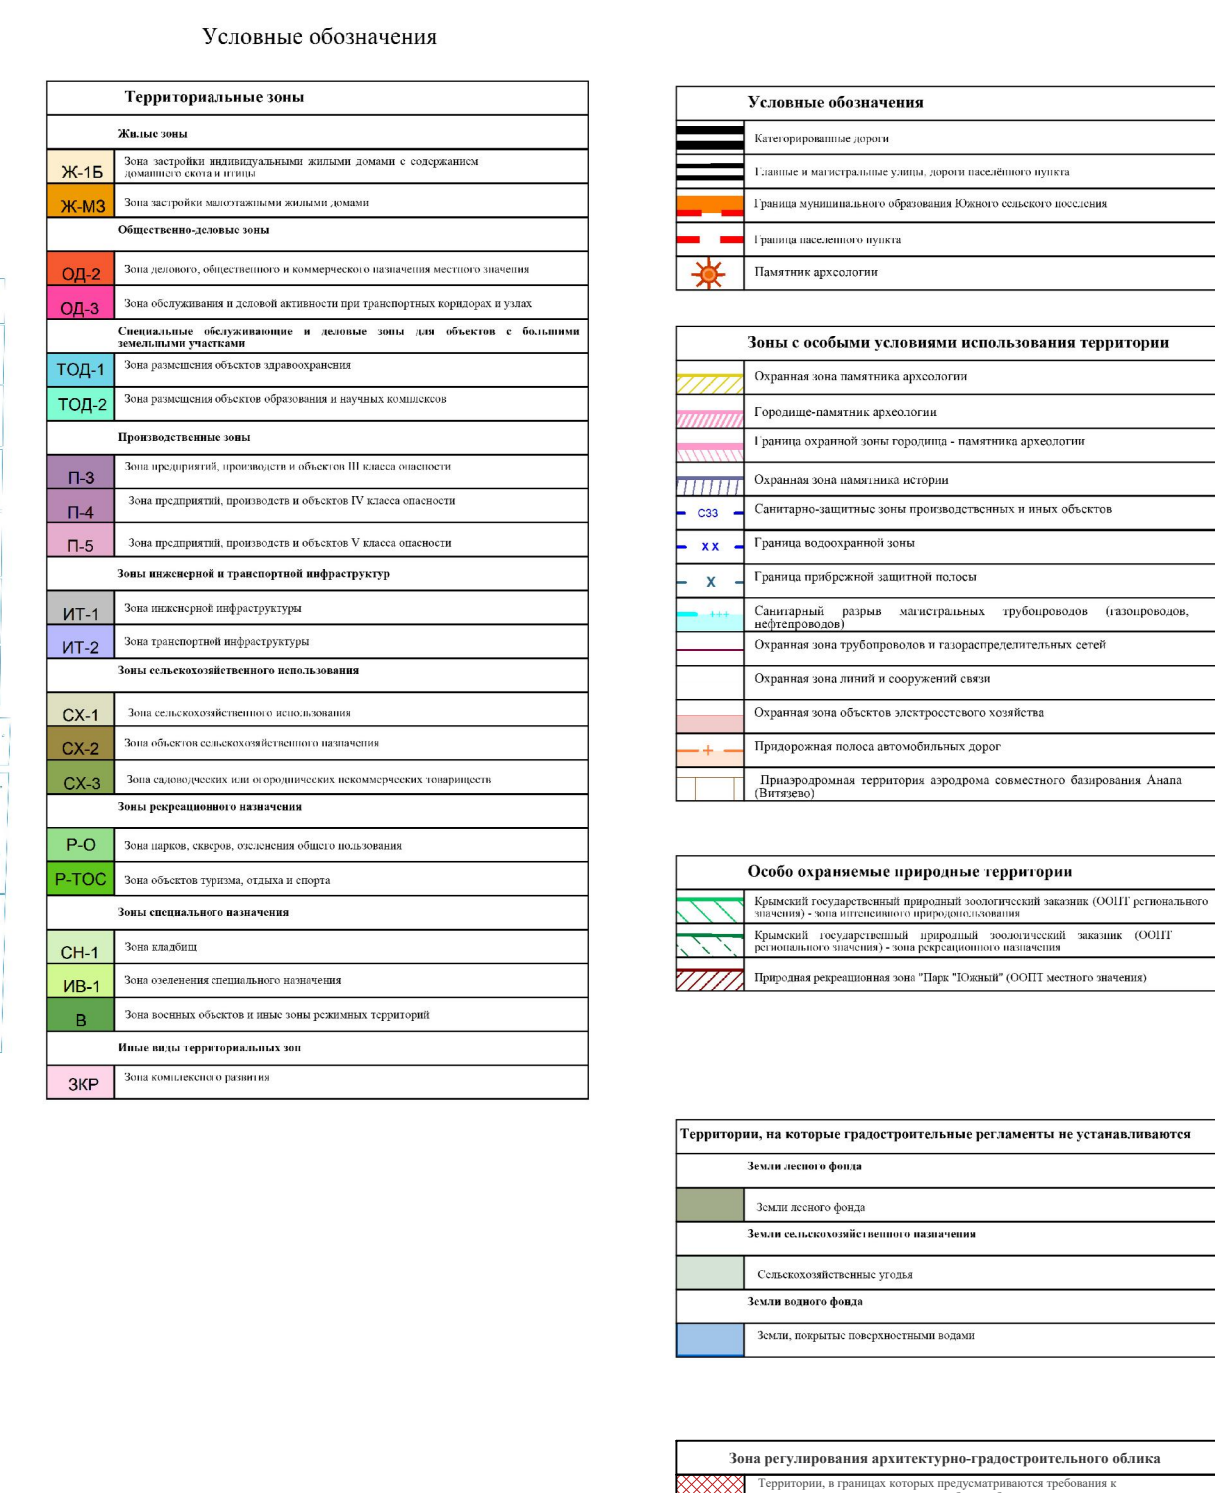 Условные обозначения
Территориальные зоны
Жилые зоны
Ж-1Б
Зона застройки индивидуальными жилыми домами с содержанием
домашнего скота и птицы
Ж-МЗ
Зона застройки малоэтажными жилыми домами
Общественно-деловые зоны
ОД-2
Зона делового, общественного и коммерческого назначения местного значения
ОД-3
Зона обслуживания и деловой активности при транспортных коридорах и узлах
Специальные обслуживающие и деловые зоны для объектов с большими
земельными участками
ТОД-1
Зона размещения объектов здравоохранения
ТОД-2
Зона размещения объектов образования и научных комплексов
Производственные зоны
П-3
Зона предприятий, производств и объектов III класса опасности
П-4
Зона предприятий, производств и объектов IV класса опасности
П-5
Зона предприятий, производств и объектов V класса опасности
Зоны инженерной и транспортной инфраструктур
ИТ-1
Зона инженерной инфраструктуры
ИТ-2
Зона транспортной инфраструктуры
Зоны сельскохозяйственного использования
СХ-1
Зона сельскохозяйственного использования
СХ-2
Зона объектов сельскохозяйственного назначения
СХ-3
Зона садоводческих или огороднических некоммерческих товариществ
Зоны рекреационного назначения
Р-О
Зона парков, скверов, озеленения общего пользования
Р-ТОС
Зона объектов туризма, отдыха и спорта
Зоны специального назначения
СН-1
Зона кладбищ
ИВ-1
Зона озеленения специального назначения
В
Зона военных объектов и иные зоны режимных территорий
Иные виды территориальных зон
ЗКР
Зона комплексного развития
Условные обозначения
Категорированные дороги
Главные и магистральные улицы, дороги населённого пункта
Граница муниципального образования Южного сельского поселения
Граница населенного пункта
Памятник археологии
Зоны с особыми условиями использования территории
Охранная зона памятника археологии
Городище-памятник археологии
Граница охранной зоны городища - памятника археологии
Охранная зона памятника истории
СЗЗ
Санитарно-защитные зоны производственных и иных объектов
х х
Граница водоохранной зоны
х
Граница прибрежной защитной полосы
+++
Санитарный разрыв магистральных трубопроводов (газопроводов,
нефтепроводов)
Охранная зона трубопроводов и газораспределительных сетей
Охранная зона линий и сооружений связи
Охранная зона объектов электросетевого хозяйства
+
Придорожная полоса автомобильных дорог
Приаэродромная территория аэродрома совместного базирования Анапа
(Витязево)
Особо охраняемые природные территории
Крымский государственный природный зоологический заказник (ООПТ регионального
значения) - зона интенсивного природопользования
Крымский государственный природный зоологический заказник (ООПТ
регионального значения) - зона рекреационного назначения
Природная рекреационная зона "Парк "Южный" (ООПТ местного значения)
Территории, на которые градостроительные регламенты не устанавливаются
Земли лесного фонда
Земли лесного фонда
Земли сельскохозяйственного назначения
Сельскохозяйственные угодья
Земли водного фонда
Земли, покрытые поверхностными водами
Зона регулирования архитектурно-градостроительного облика
Территории, в границах которых предусматриваются требования к